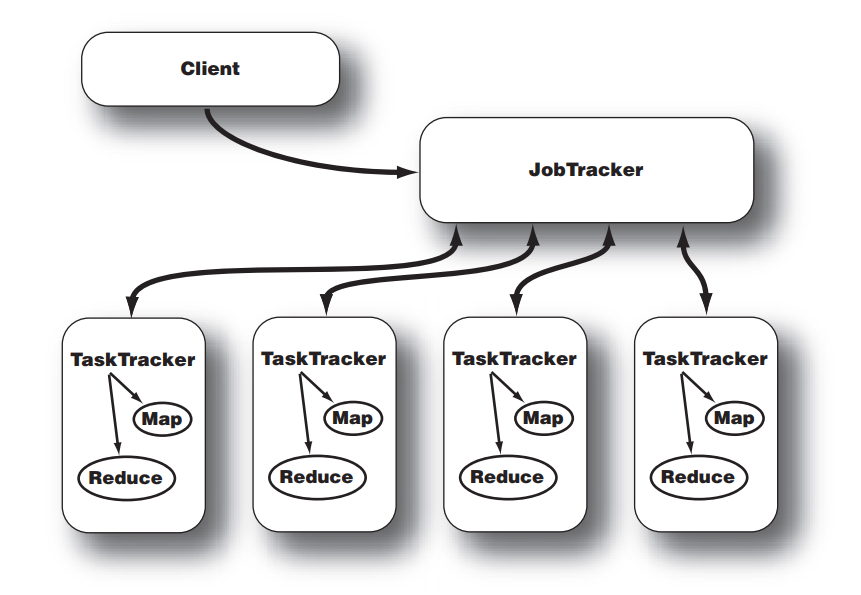 Client
JobTracker
TaskTracker
Map
Reduce
TaskTracker
Map
Reduce
TaskTracker
Map
Reduce
TaskTracker
Map
Reduce